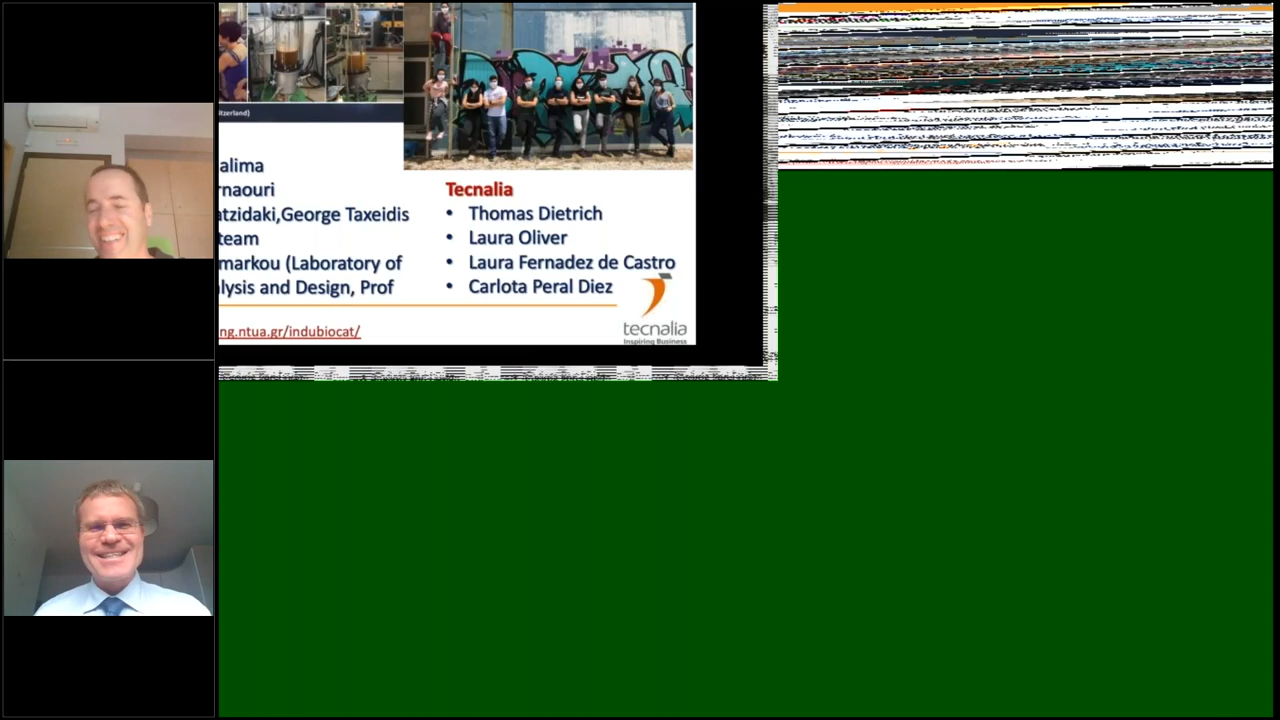 itzerland)
alima
rnaouri
atzidaki,George Taxeidis
team
markou (Laboratory of
lysis and Design, Prof
ng.ntua.gr/indubiocat/
Tecnalia
• Thomas Dietrich
• Laura Oliver
• Laura Fernadez de Castro
• Carlota Peral Diez
tecnalia
Inspiring Business